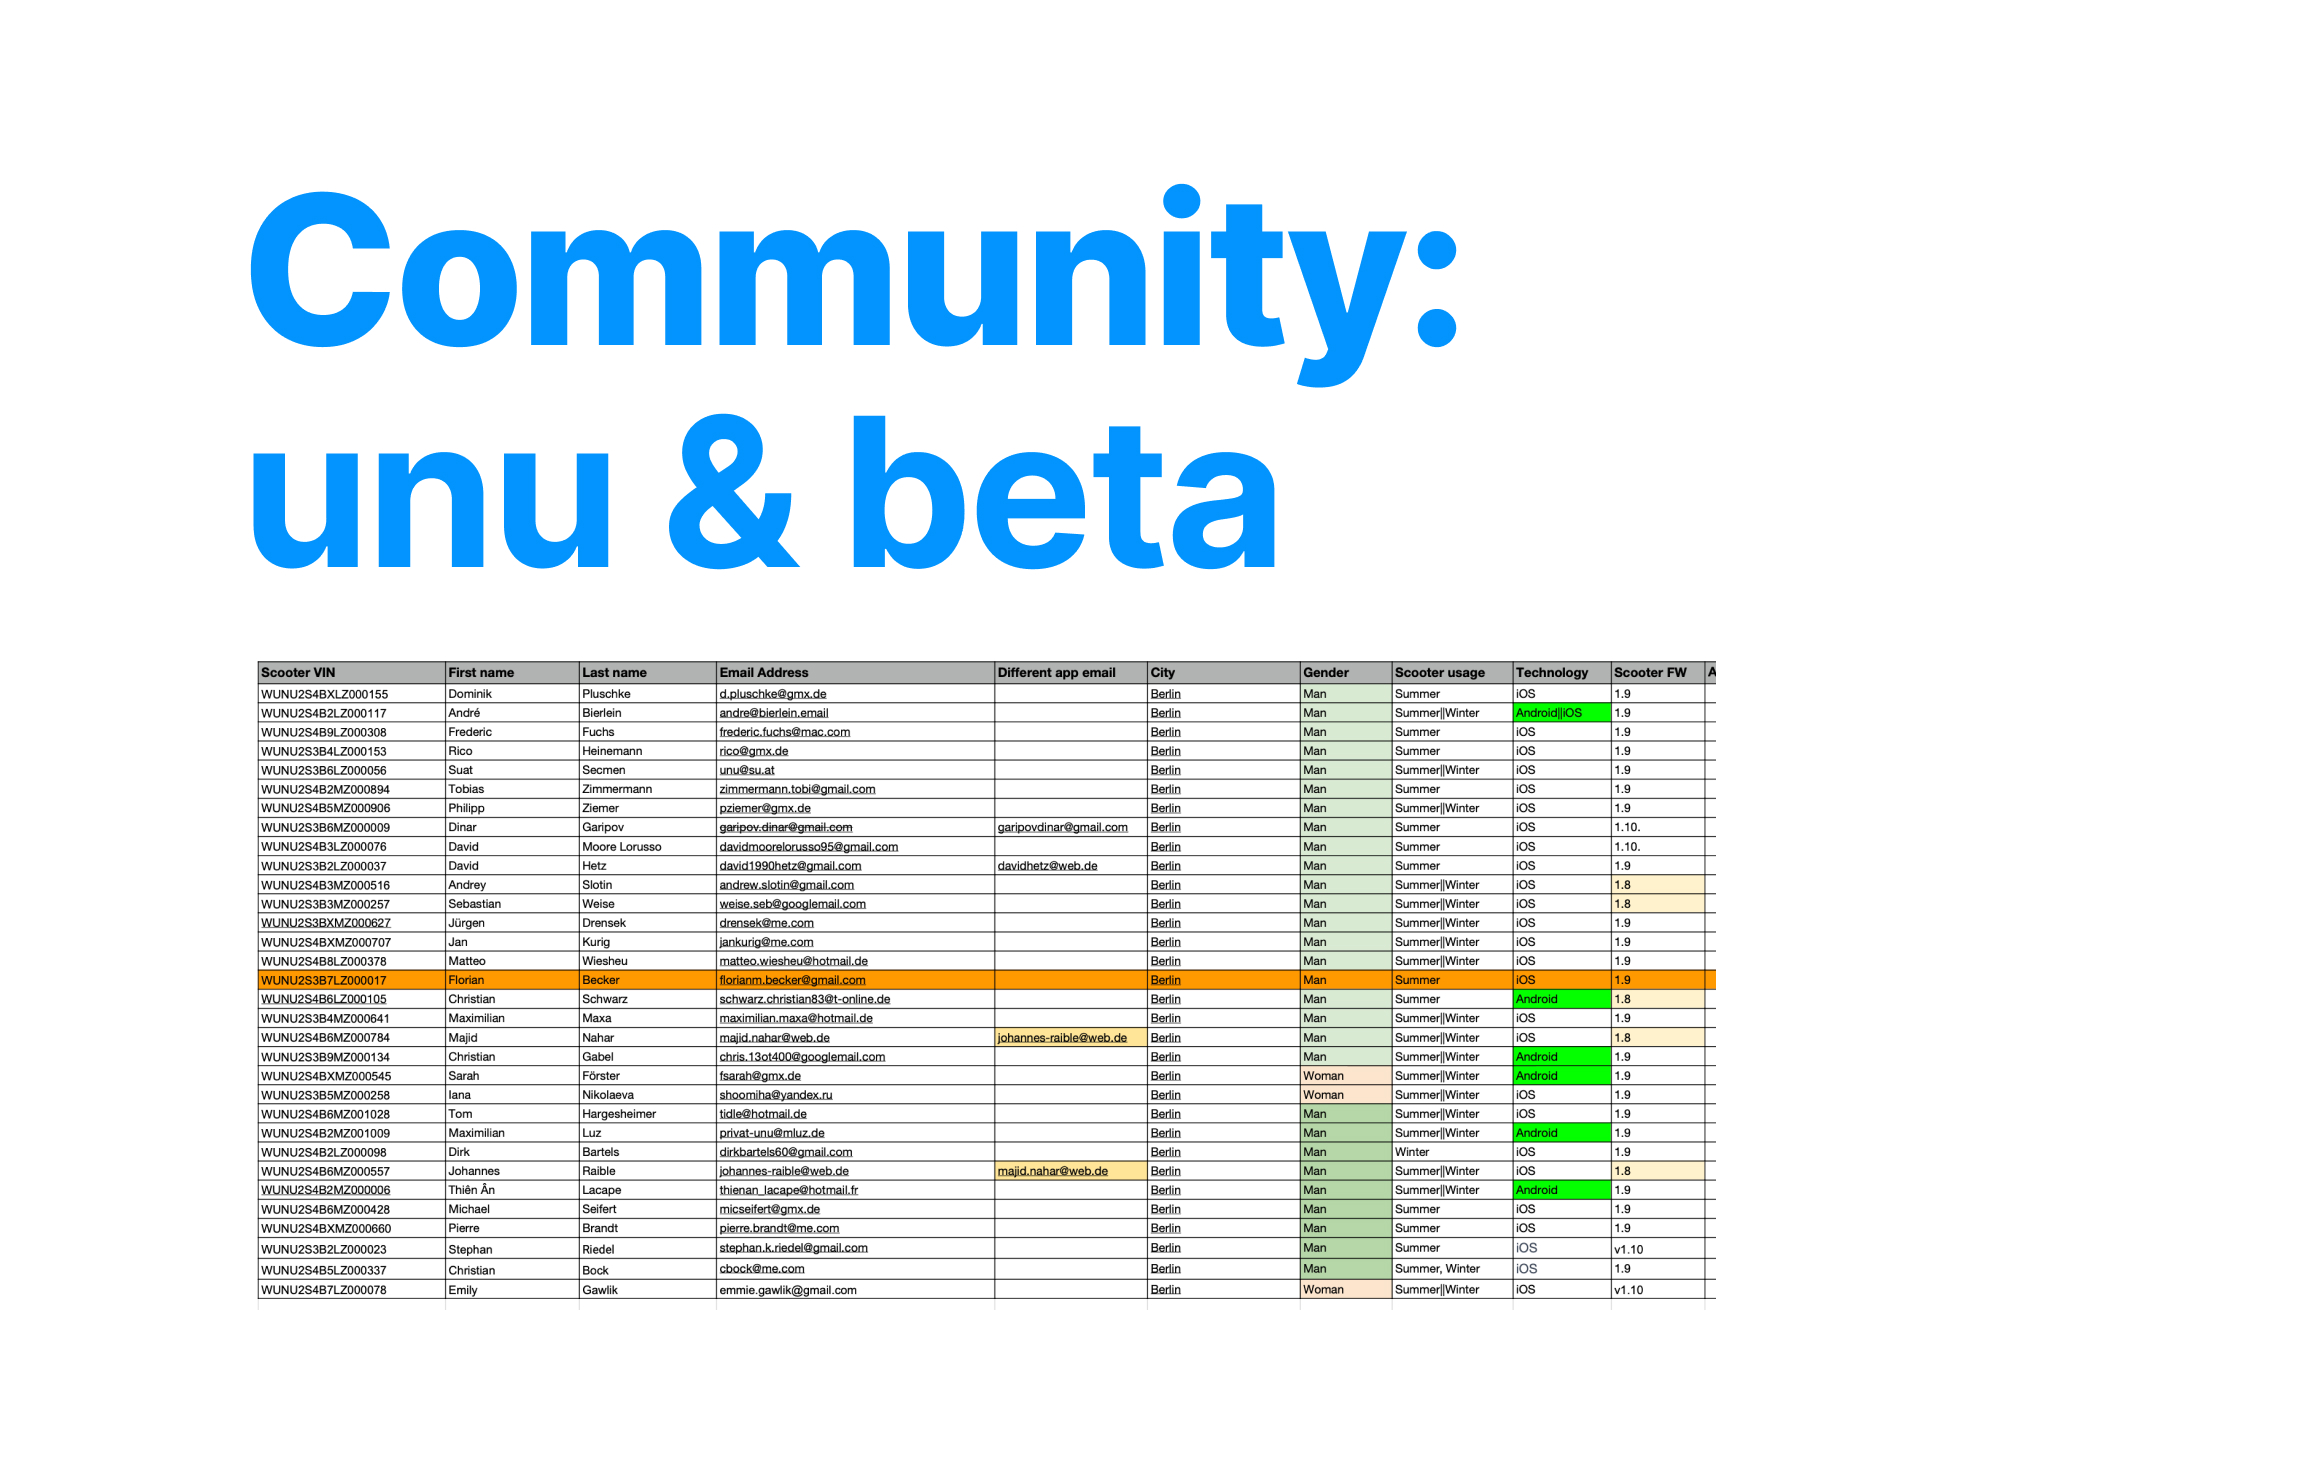 Community:
unu & beta
Scooter VIN First name Last name Email Address Different app email City Gender Scooter usage Technology Scooter FW A
WUNU2S4BXLZ000155 Dominik Pluschke d.pluschke@gmx.de Berlin Man Summer iOS 1.9
WUNU2S4B2LZ000117 André Bierlein andre@bierlein.email Berlin Man Summer||Winter Android||iOS 1.9
WUNU2S4B9LZ000308 Frederic Fuchs frederic.fuchs@mac.com Berlin Man Summer iOS 1.9
WUNU2S3B4LZ000153 Rico Heinemann rico@gmx.de Berlin Man Summer iOS 1.9
WUNU2S3B6LZ000056 Suat Secmen unu@su.at Berlin Man Summer||Winter iOS 1.9
WUNU2S4B2MZ000894 Tobias Zimmermann zimmermann.tobi@gmail.com Berlin Man Summer iOS 1.9
WUNU2S4B5MZ000906 Philipp Ziemer pziemer@gmx.de Berlin Man Summer||Winter iOS 1.9
WUNU2S3B6MZ000009 Dinar Garipov garipov.dinar@gmail.com garipovdinar@gmail.com Berlin Man Summer iOS 1.10.
WUNU2S4B3LZ000076 David Moore Lorusso davidmoorelorusso95@gmail.com Berlin Man Summer iOS 1.10.
WUNU2S3B2LZ000037 David Hetz david1990hetz@gmail.com davidhetz@web.de Berlin Man Summer iOS 1.9
WUNU2S4B3MZ000516 Andrey Slotin andrew.slotin@gmail.com Berlin Man Summer||Winter iOS 1.8
WUNU2S3B3MZ000257 Sebastian Weise weise.seb@googlemail.com Berlin Man Summer||Winter iOS 1.8
WUNU2S3BXMZ000627 Jürgen Drensek drensek@me.com Berlin Man Summer||Winter iOS 1.9
WUNU2S4BXMZ000707 Jan Kurig jankurig@me.com Berlin Man Summer||Winter iOS 1.9
WUNU2S4B8LZ000378 Matteo Wiesheu matteo.wiesheu@hotmail.de Berlin Man Summer||Winter iOS 1.9
WUNU2S3B7LZ000017 Florian Becker florianm.becker@gmail.com Berlin Man Summer iOS 1.9
WUNU2S4B6LZ000105 Christian Schwarz schwarz.christian83@t-online.de Berlin Man Summer Android 1.8
WUNU2S3B4MZ000641 Maximilian Maxa maximilian.maxa@hotmail.de Berlin Man Summer||Winter iOS 1.9
WUNU2S4B6MZ000784 Majid Nahar majid.nahar@web.de johannes-raible@web.de Berlin Man Summer||Winter iOS 1.8
WUNU2S3B9MZ000134 Christian Gabel chris.13ot400@googlemail.com Berlin Man Summer||Winter Android 1.9
WUNU2S4BXMZ000545 Sarah Förster fsarah@gmx.de Berlin Woman Summer||Winter Android 1.9
WUNU2S3B5MZ000258 Iana Nikolaeva shoomiha@yandex.ru Berlin Woman Summer||Winter iOS 1.9
WUNU2S4B6MZ001028 Tom Hargesheimer tidle@hotmail.de Berlin Man Summer||Winter iOS 1.9
WUNU2S4B2MZ001009 Maximilian Luz privat-unu@mluz.de Berlin Man Summer||Winter Android 1.9
WUNU2S4B2LZ000098 Dirk Bartels dirkbartels60@gmail.com Berlin Man Winter iOS 1.9
WUNU2S4B6MZ000557 Johannes Raible johannes-raible@web.de majid.nahar@web.de Berlin Man Summer||Winter iOS 1.8
WUNU2S4B2MZ000006 Thiên Ân Lacape thienan_lacape@hotmail.fr Berlin Man Summer||Winter Android 1.9
WUNU2S4B6MZ000428 Michael Seifert micseifert@gmx.de Berlin Man Summer iOS 1.9
WUNU2S4BXMZ000660 Pierre Brandt pierre.brandt@me.com Berlin Man Summer iOS 1.9
WUNU2S3B2LZ000023 Stephan Riedel stephan.k.riedel@gmail.com Berlin Man Summer iOS v1.10
WUNU2S4B5LZ000337 Christian Bock cbock@me.com Berlin Man Summer, Winter iOS 1.9
WUNU2S4B7LZ000078 Emily Gawlik emmie.gawlik@gmail.com Berlin Woman Summer||Winter iOS v1.10